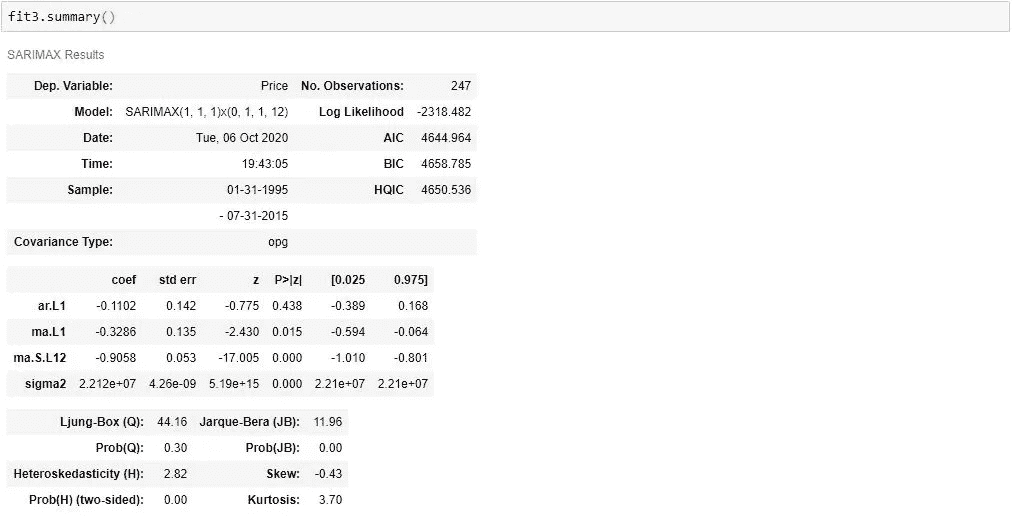 fit3.summary()
SARIMAX Results
Dep. Variable: Price No. Observations: 247
Model: SARIMAX(1, 1, 1)x(0, 1, 1, 12) Log Likelihood -2318.482
Date: Tue, 06 Oct 2020 AIC 4644.964
Time: 19:43:05 BIC 4658.785
Sample: 01-31-1995 HQIC 4650.536
- 07-31-2015
Covariance Type: opg
coef std err z P>|z| [0.025 0.975]
ar.L1 -0.1102 0.142 -0.775 0.438 -0.389 0.168
ma.L1 -0.3286 0.135 -2.430 0.015 -0.594 -0.064
ma.S.L12 -0.9058 0.053 -17.005 0.000 -1.010 -0.801
sigma2 2.212e+07 4.26e-09 5.19e+15 0.000 2.21e+07 2.21e+07
Ljung-Box (Q): 44.16 Jarque-Bera (JB): 11.96
Prob(Q): 0.30 Prob(JB): 0.00
Heteroskedasticity (H): 2.82 Skew: -0.43
Prob(H) (two-sided): 0.00 Kurtosis: 3.70